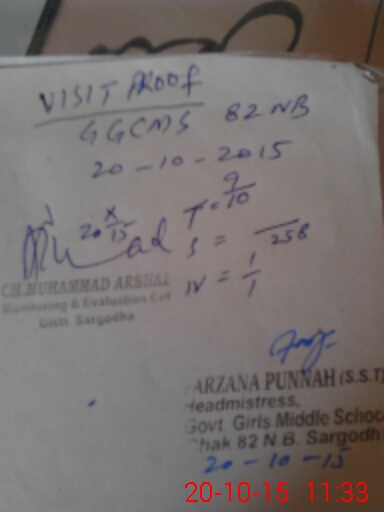 VISIT PROOF
GGCMS 82 NB
20-10-2015
T = 9/10
20 X/15
S = —/258
IV = 1/1
CH.MUHAMMAD ARSHAD
Monitoring & Evaluation Cell
Distt. Sargodha
ARZANA PUNNAH (S.S.T
Headmistress,
Govt. Girls Middle School
Chak 82 N B. Sargodh
20-10-15
20-10-15 11:33